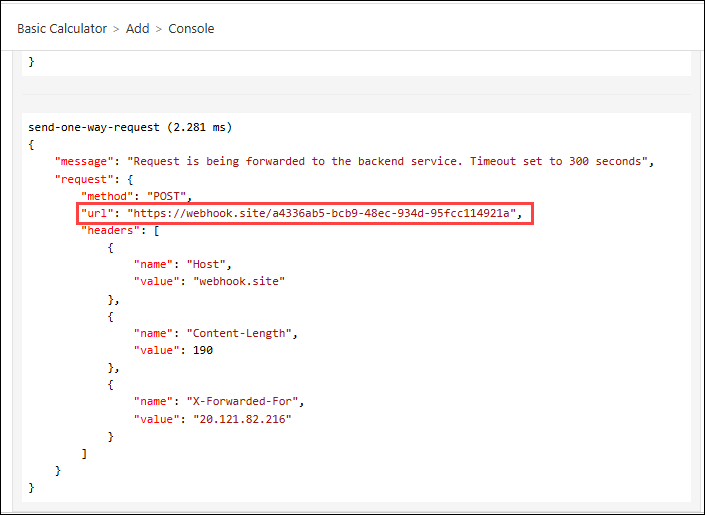 Basic Calculator > Add > Console
}
send-one-way-request (2.281 ms)
{
"message": "Request is being forwarded to the backend service. Timeout set to 300 seconds",
"request": {
"method": "POST",
"url": "https://webhook.site/a4336ab5-bcb9-48ec-934d-95fcc114921a",
"headers": [
{
"name": "Host",
"value": "webhook.site"
},
{
"name": "Content-Length",
"value": 190
},
{
"name": "X-Forwarded-For",
"value": "20.121.82.216"
}
]
}
}